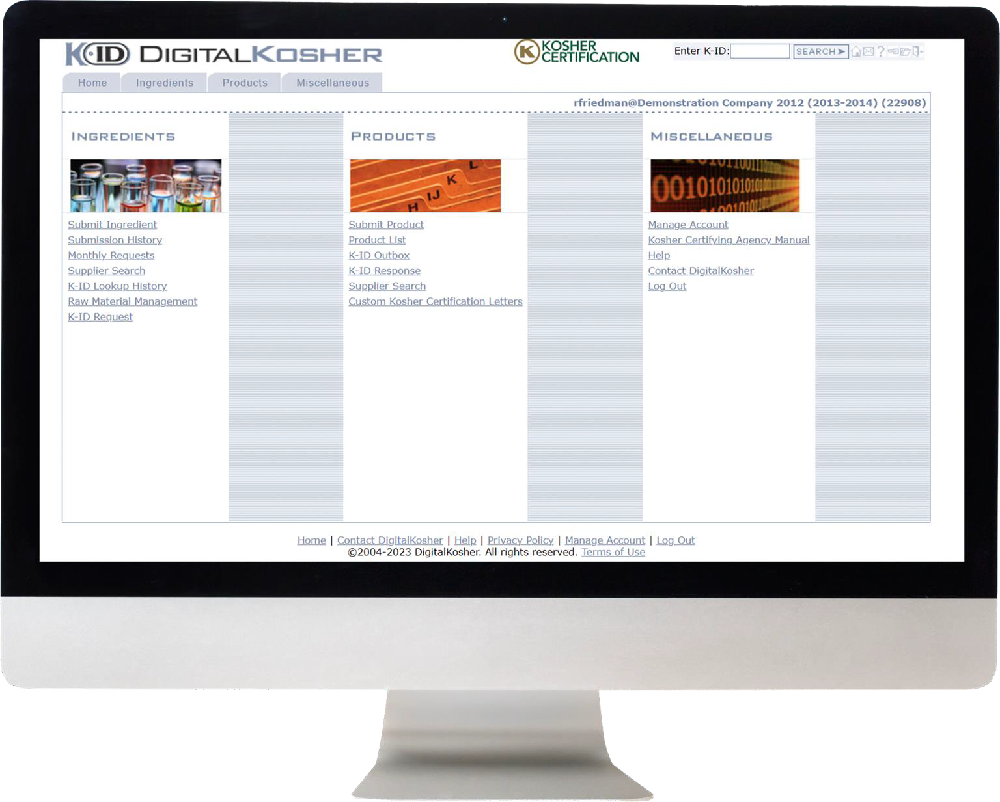 K-ID DIGITALKOSHER
K KOSHER CERTIFICATION
Enter K-ID: SEARCH ?
Home Ingredients Products Miscellaneous
rfriedman@Demonstration Company 2012 (2013-2014) (22908)
INGREDIENTS
Submit Ingredient
Submission History
Monthly Requests
Supplier Search
K-ID Lookup History
Raw Material Management
K-ID Request
PRODUCTS
H IJ K L
Submit Product
Product List
K-ID Outbox
K-ID Response
Supplier Search
Custom Kosher Certification Letters
MISCELLANEOUS
Manage Account
Kosher Certifying Agency Manual
Help
Contact DigitalKosher
Log Out
Home | Contact DigitalKosher | Help | Privacy Policy | Manage Account | Log Out
©2004-2023 DigitalKosher. All rights reserved. Terms of Use